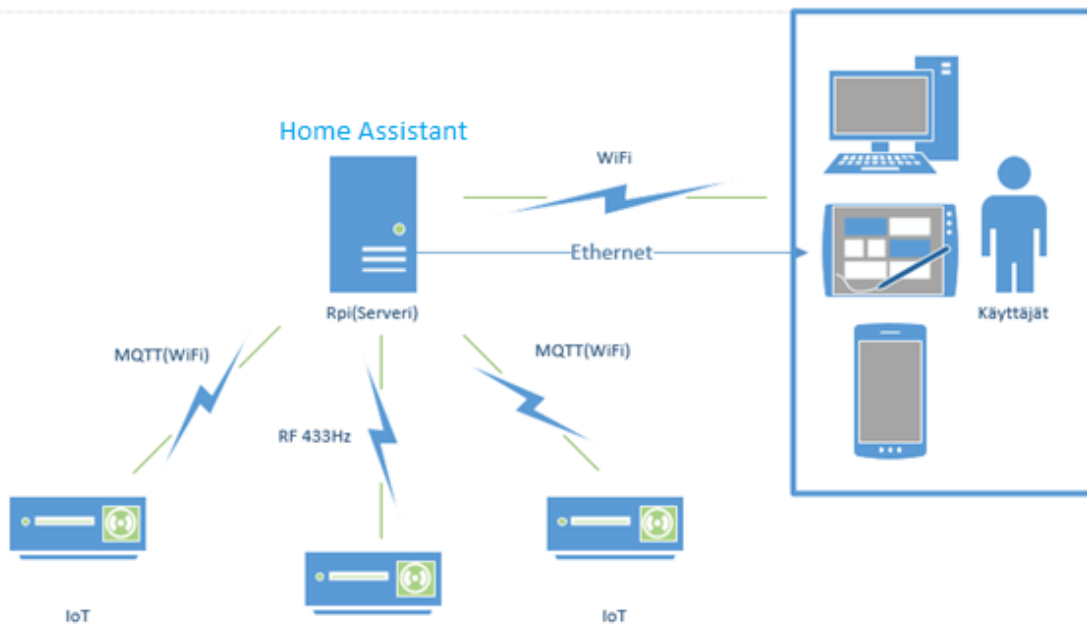 Home Assistant
WiFi
Ethernet
Rpi(Serveri)
Käyttäjät
MQTT(WiFi)
MQTT(WiFi)
RF 433Hz
IoT
IoT